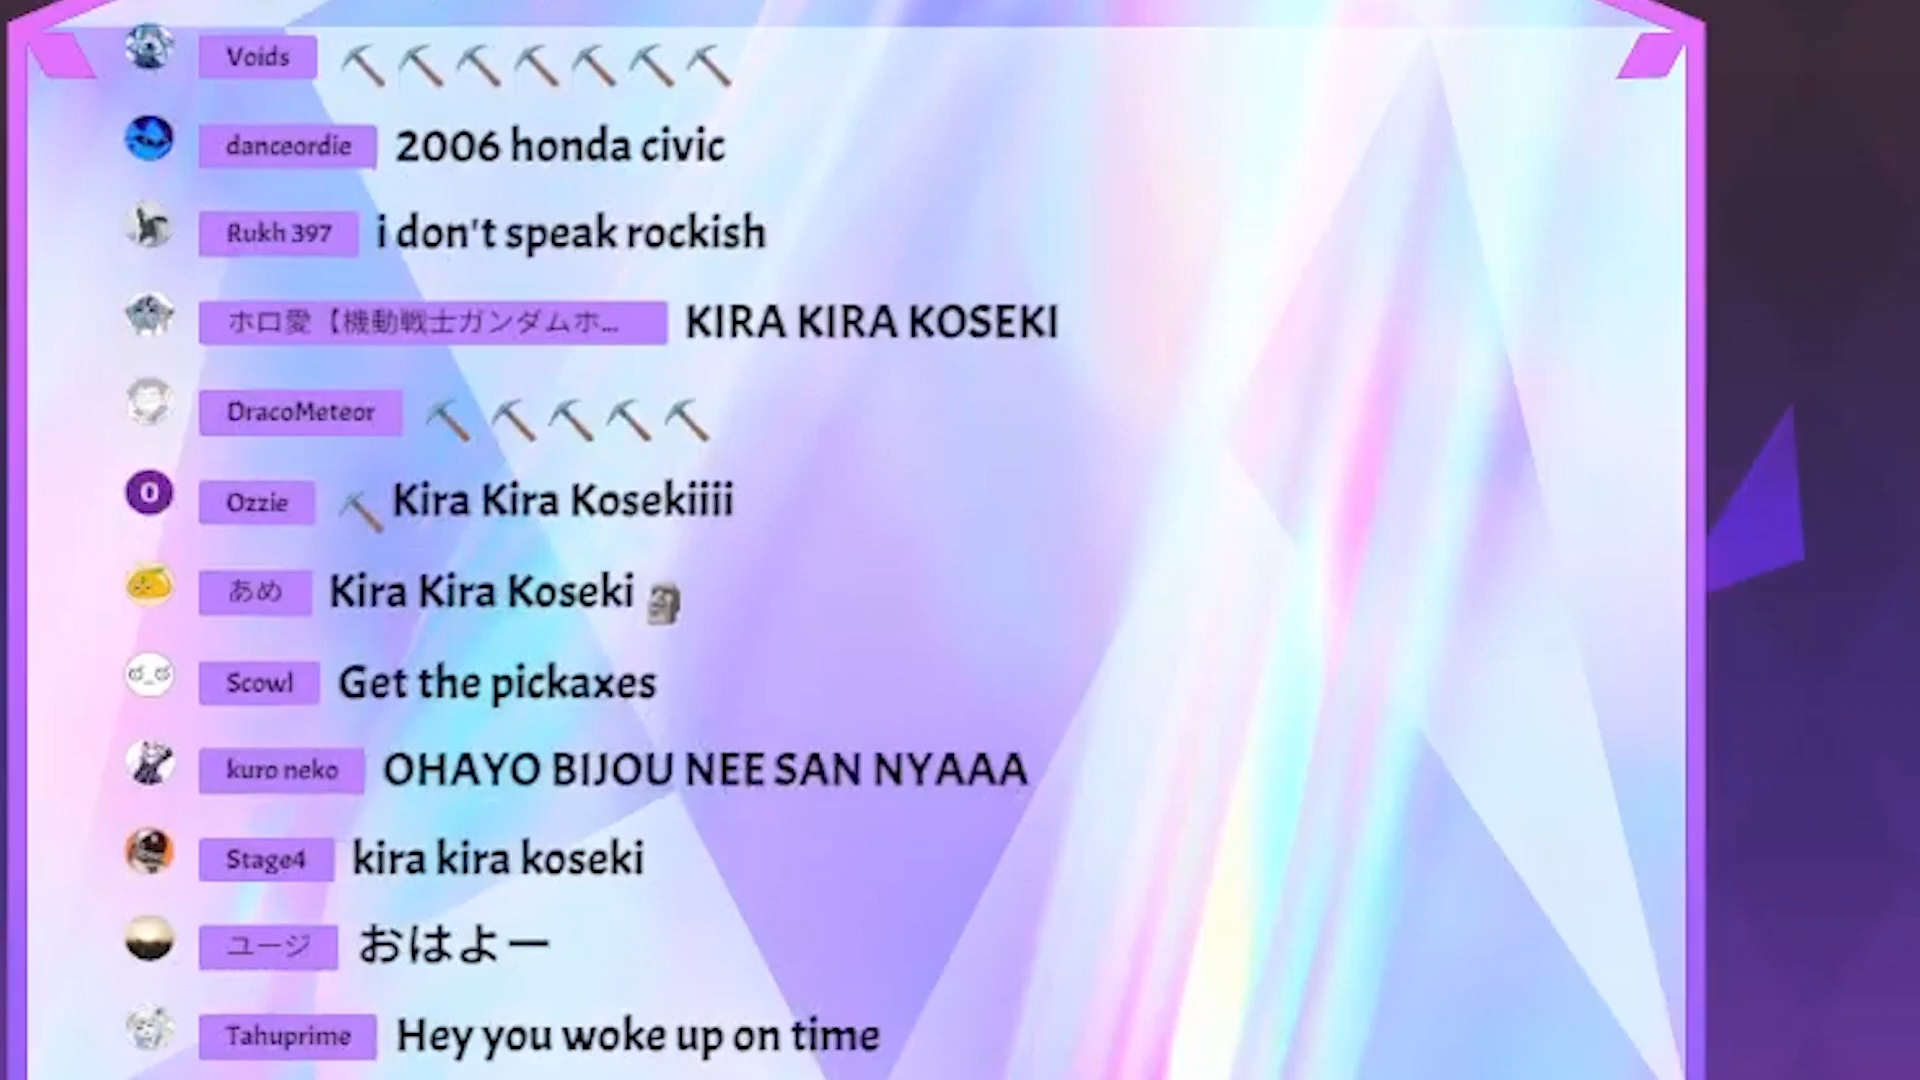 Voids ⛏⛏⛏⛏⛏⛏⛏
danceordie 2006 honda civic
Rukh 397 i don't speak rockish
ホロ愛【機動戦士ガンダムホ... KIRA KIRA KOSEKI
DracoMeteor ⛏⛏⛏⛏⛏
O Ozzie ⛏Kira Kira Kosekiiii
あめ Kira Kira Koseki 🗿
Scowl Get the pickaxes
kuro neko OHAYO BIJOU NEE SAN NYAAA
Stage4 kira kira koseki
ユージ おはよー
Tahuprime Hey you woke up on time